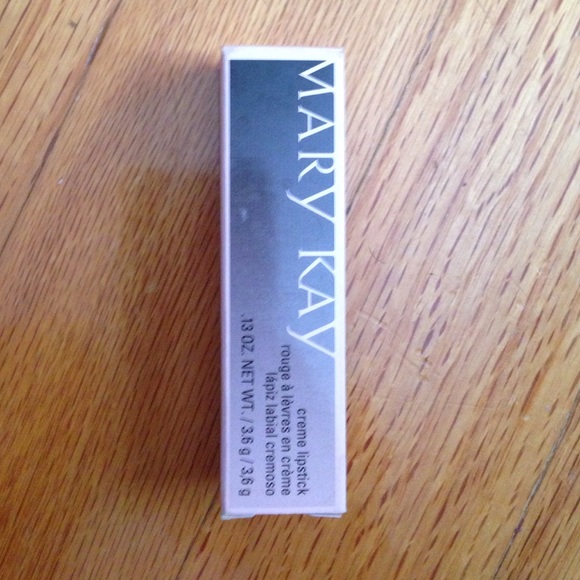 MARY KAY
creme lipstick
rouge à lèvres en crème
lápiz labial cremoso
.13 OZ. NET WT. / 3.6 g / 3,6 g